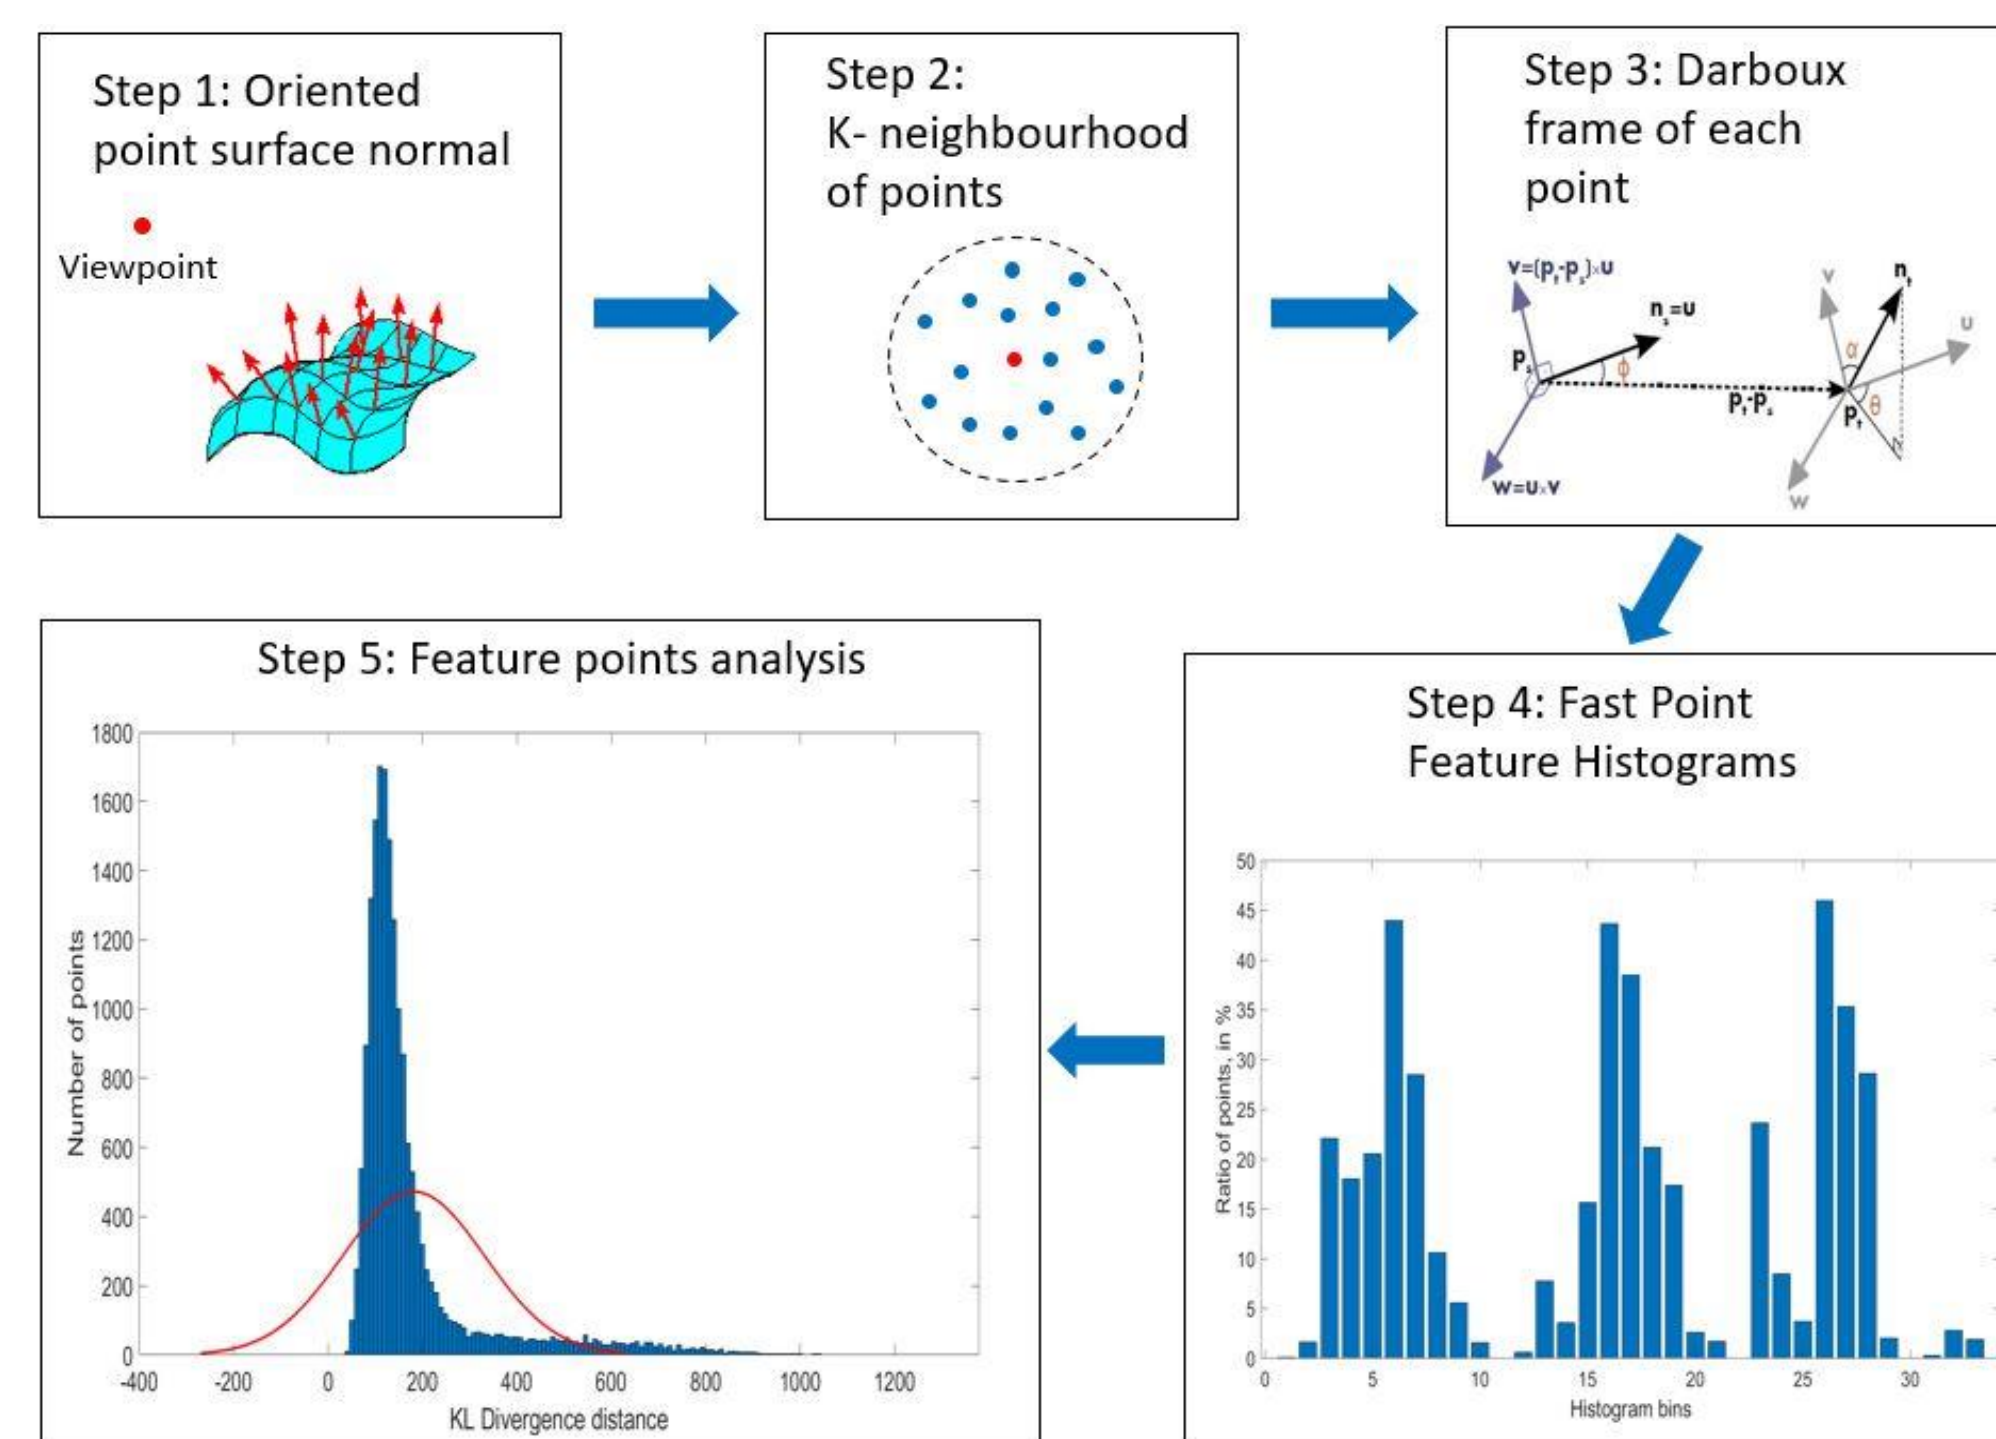 Step 1: Oriented
point surface normal
Viewpoint
Step 2:
K- neighbourhood
of points
Step 3: Darboux
frame of each
point
v=(pₜ-pₛ)×u
nₛ=u
pₛ
ϕ
pₜ-pₛ
w=u×v
v
nₜ
u
α
θ
pₜ
w
Step 4: Fast Point
Feature Histograms
50
45
40
35
30
25
20
15
10
5
0
Ratio of points, in %
0 5 10 15 20 25 30
Histogram bins
Step 5: Feature points analysis
1800
1600
1400
1200
1000
800
600
400
200
0
Number of points
-400 -200 0 200 400 600 800 1000 1200
KL Divergence distance